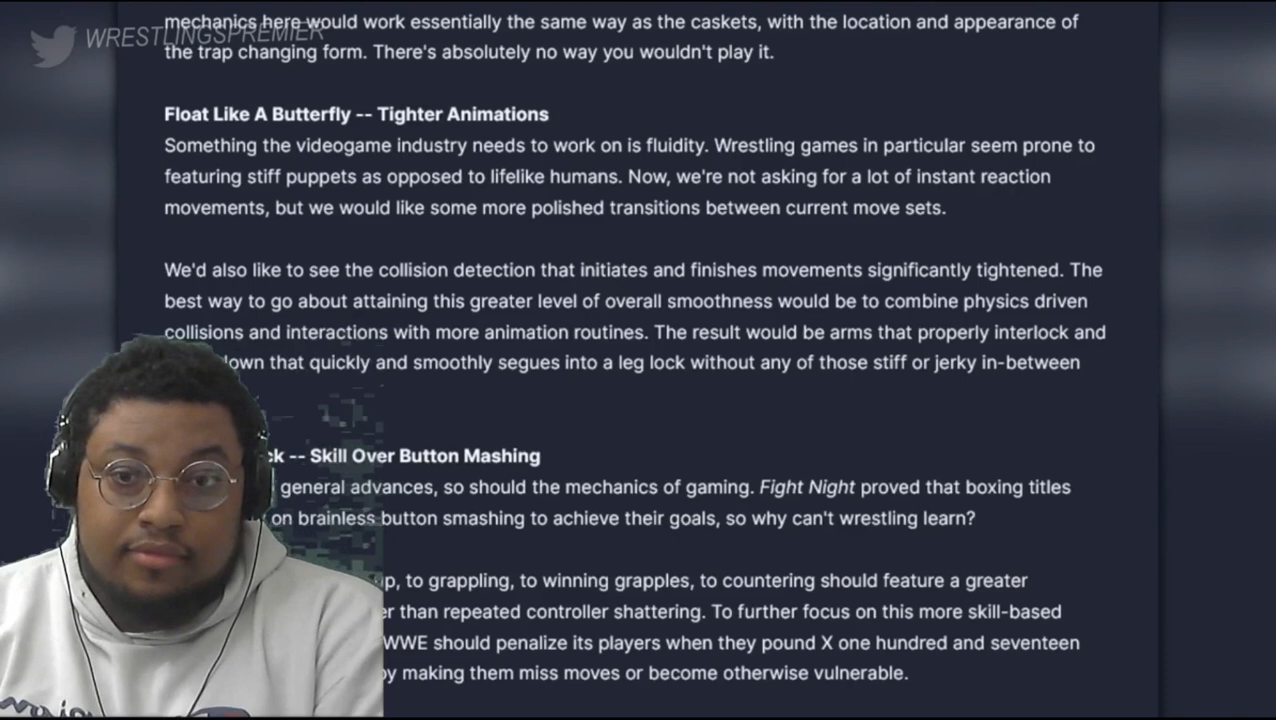 WRESTLINGSPREMIER
mechanics here would work essentially the same way as the caskets, with the location and appearance of
the trap changing form. There's absolutely no way you wouldn't play it.
Float Like A Butterfly -- Tighter Animations
Something the videogame industry needs to work on is fluidity. Wrestling games in particular seem prone to
featuring stiff puppets as opposed to lifelike humans. Now, we're not asking for a lot of instant reaction
movements, but we would like some more polished transitions between current move sets.
We'd also like to see the collision detection that initiates and finishes movements significantly tightened. The
best way to go about attaining this greater level of overall smoothness would be to combine physics driven
collisions and interactions with more animation routines. The result would be arms that properly interlock and
own that quickly and smoothly segues into a leg lock without any of those stiff or jerky in-between
ck -- Skill Over Button Mashing
general advances, so should the mechanics of gaming. Fight Night proved that boxing titles
on brainless button smashing to achieve their goals, so why can't wrestling learn?
p, to grappling, to winning grapples, to countering should feature a greater
er than repeated controller shattering. To further focus on this more skill-based
WWE should penalize its players when they pound X one hundred and seventeen
by making them miss moves or become otherwise vulnerable.